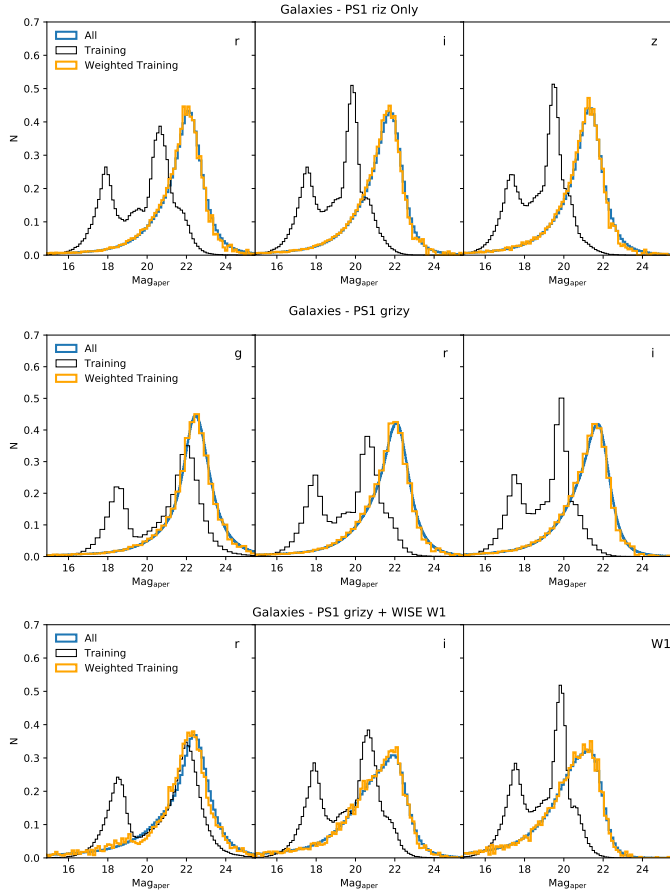 Galaxies - PS1 riz Only
All
Training
Weighted Training
r
i
z
0.7
0.6
0.5
0.4
0.3
0.2
0.1
0.0
N
16 18 20 22 24
16 18 20 22 24
16 18 20 22 24
Mag_aper
Mag_aper
Mag_aper
Galaxies - PS1 grizy
All
Training
Weighted Training
g
r
i
0.7
0.6
0.5
0.4
0.3
0.2
0.1
0.0
N
16 18 20 22 24
16 18 20 22 24
16 18 20 22 24
Mag_aper
Mag_aper
Mag_aper
Galaxies - PS1 grizy + WISE W1
All
Training
Weighted Training
r
i
W1
0.7
0.6
0.5
0.4
0.3
0.2
0.1
0.0
N
16 18 20 22 24
16 18 20 22 24
16 18 20 22 24
Mag_aper
Mag_aper
Mag_aper